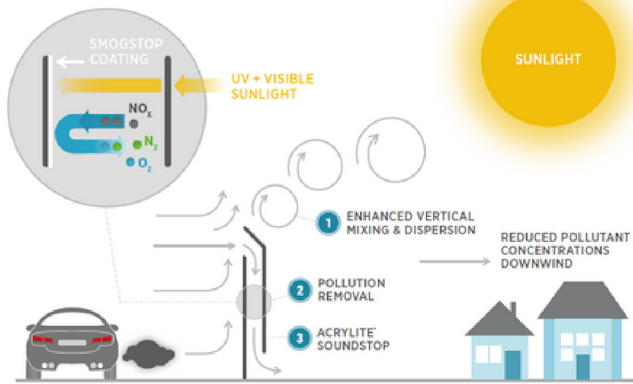 SMOGSTOP
COATING
UV + VISIBLE
SUNLIGHT
NOx
N2
O2
SUNLIGHT
1 ENHANCED VERTICAL
MIXING & DISPERSION
REDUCED POLLUTANT
CONCENTRATIONS
DOWNWIND
2 POLLUTION
REMOVAL
3 ACRYLITE®
SOUNDSTOP